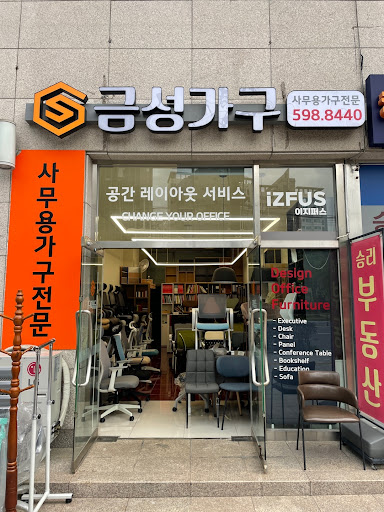 금성가구
사무용가구전문
598.8440
사무용가구전문
공간 레이아웃 서비스
CHANGE YOUR OFFICE
iZFUS
이지퍼스
Design
Office
Furniture
- Executive
- Desk
- Chair
- Panel
- Conference Table
- Bookshelf
- Education
- Sofa
승리
부동산